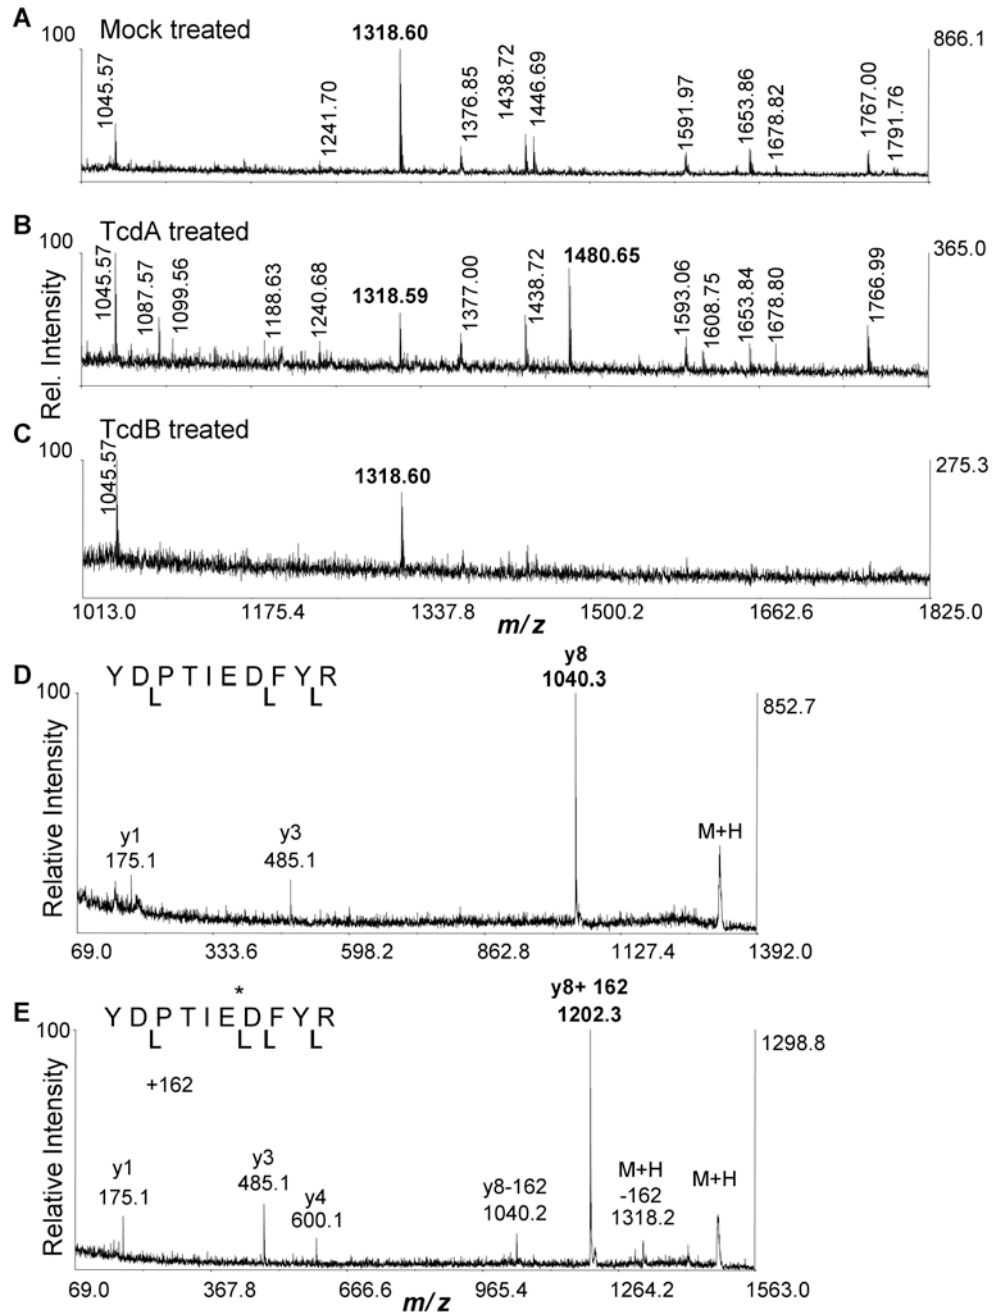 A
Mock treated
100
866.1
1045.57
1241.70
1318.60
1376.85
1438.72
1446.69
1591.97
1653.86
1678.82
1767.00
1791.76
B
TcdA treated
100
365.0
1045.57
1087.57
1099.56
1188.63
1240.68
1318.59
1377.00
1438.72
1480.65
1593.06
1608.75
1653.84
1678.80
1766.99
Rel. Intensity
C
TcdB treated
100
275.3
1045.57
1318.60
1013.0 1175.4 1337.8 1500.2 1662.6 1825.0
m/z
D
Y D P T I E D F Y R
L L L
100
852.7
Relative Intensity
y1
175.1
y3
485.1
y8
1040.3
M+H
69.0 333.6 598.2 862.8 1127.4 1392.0
E
*
Y D P T I E D F Y R
L L L L
+162
100
1298.8
Relative Intensity
y1
175.1
y3
485.1
y4
600.1
y8-162
1040.2
y8+ 162
1202.3
M+H
-162
1318.2
M+H
69.0 367.8 666.6 965.4 1264.2 1563.0
m/z